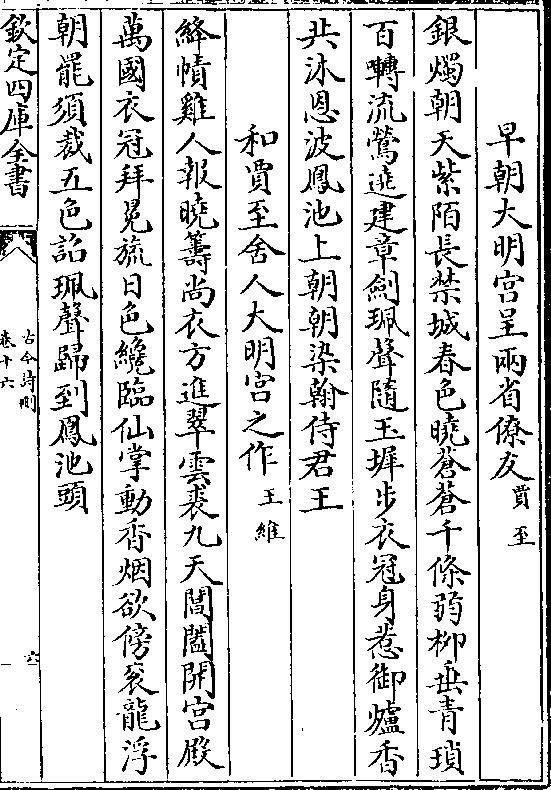 早朝大明宮呈兩省僚友 賈至
銀燭朝天紫陌長禁城春色曉蒼蒼千條弱柳垂青瑣
百囀流鶯遶建章劍珮聲隨玉墀步衣冠身惹御爐香
共沐恩波鳳池上朝朝染翰侍君王
和賈至舍人大明宮之作 王維
絳幘雞人報曉籌尚衣方進翠雲裘九天閶闔開宮殿
萬國衣冠拜冕旒日色纔臨仙掌動香烟欲傍衮龍浮
朝罷須裁五色詔珮聲歸到鳳池頭
欽定四庫全書
古今詩刪
卷十六
六